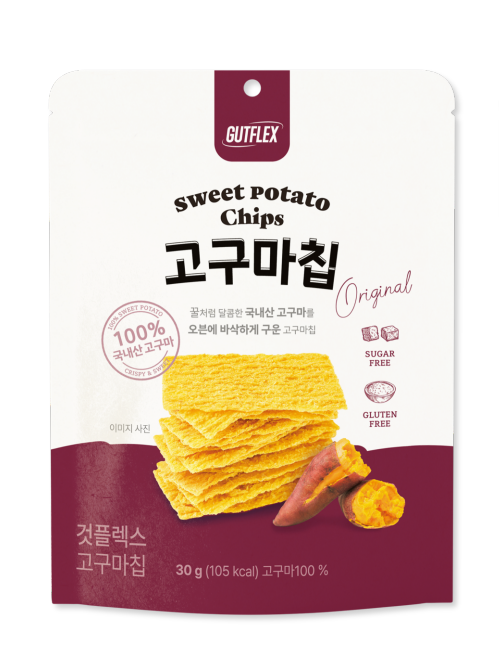 GUTFLEX
Sweet Potato
Chips
고구마칩
Original
꿀처럼 달콤한 국내산 고구마를
오븐에 바삭하게 구운 고구마칩
100% SWEET POTATO
100%
국내산 고구마
CRISPY & SWEET
SUGAR
FREE
GLUTEN
FREE
이미지 사진
것플렉스
고구마칩
30 g (105 kcal) 고구마100 %